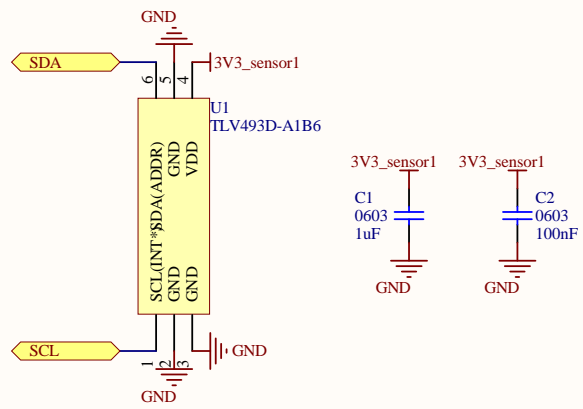 GND
SDA
3V3_sensor1
6
5
4
U1
TLV493D-A1B6
SDA(ADDR)
GND
VDD
SCL(INT*)
GND
GND
3V3_sensor1
3V3_sensor1
C1
0603
1uF
C2
0603
100nF
GND
GND
SCL
1
2
3
GND
GND